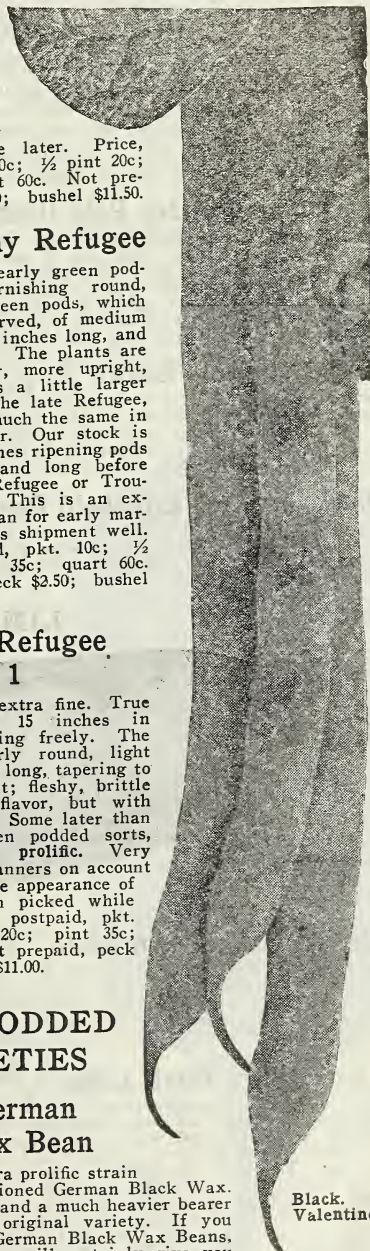 e later. Price,
0c; ½ pint 20c;
t 60c. Not pre-
0; bushel $11.50.
y Refugee
early green pod-
rnishing round,
een pods, which
rved, of medium
inches long, and
The plants are
r, more upright,
s a little larger
he late Refugee,
uch the same in
r. Our stock is
nes ripening pods
and long before
Refugee or Trou-
This is an ex-
an for early mar-
s shipment well.
d, pkt. 10c; ½
35c; quart 60c.
eck $2.50; bushel
Refugee
1
extra fine. True
15 inches in
ing freely. The
rly round, light
long, tapering to
t; fleshy, brittle
flavor, but with
Some later than
en podded sorts,
prolific. Very
anners on account
e appearance of
n picked while
postpaid, pkt.
20c; pint 35c;
t prepaid, peck
$11.00.
ODDED
ETIES
erman
x Bean
ra prolific strain
ioned German Black Wax.
and a much heavier bearer
original variety. If you
German Black Wax Beans,
Black.
Valentine